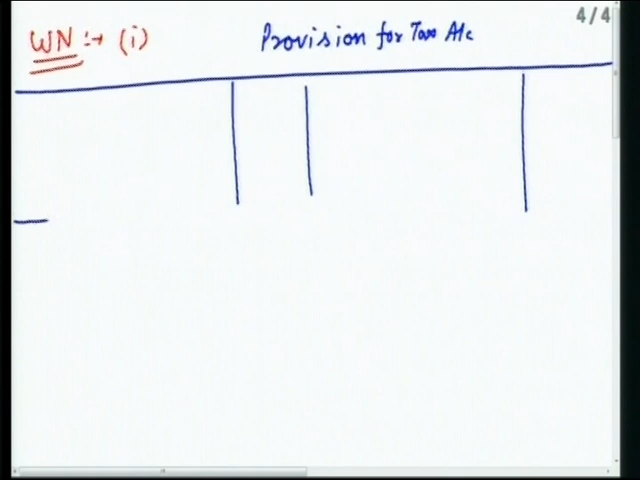 4/4
WN :→ (i) Provision for Tax A/c